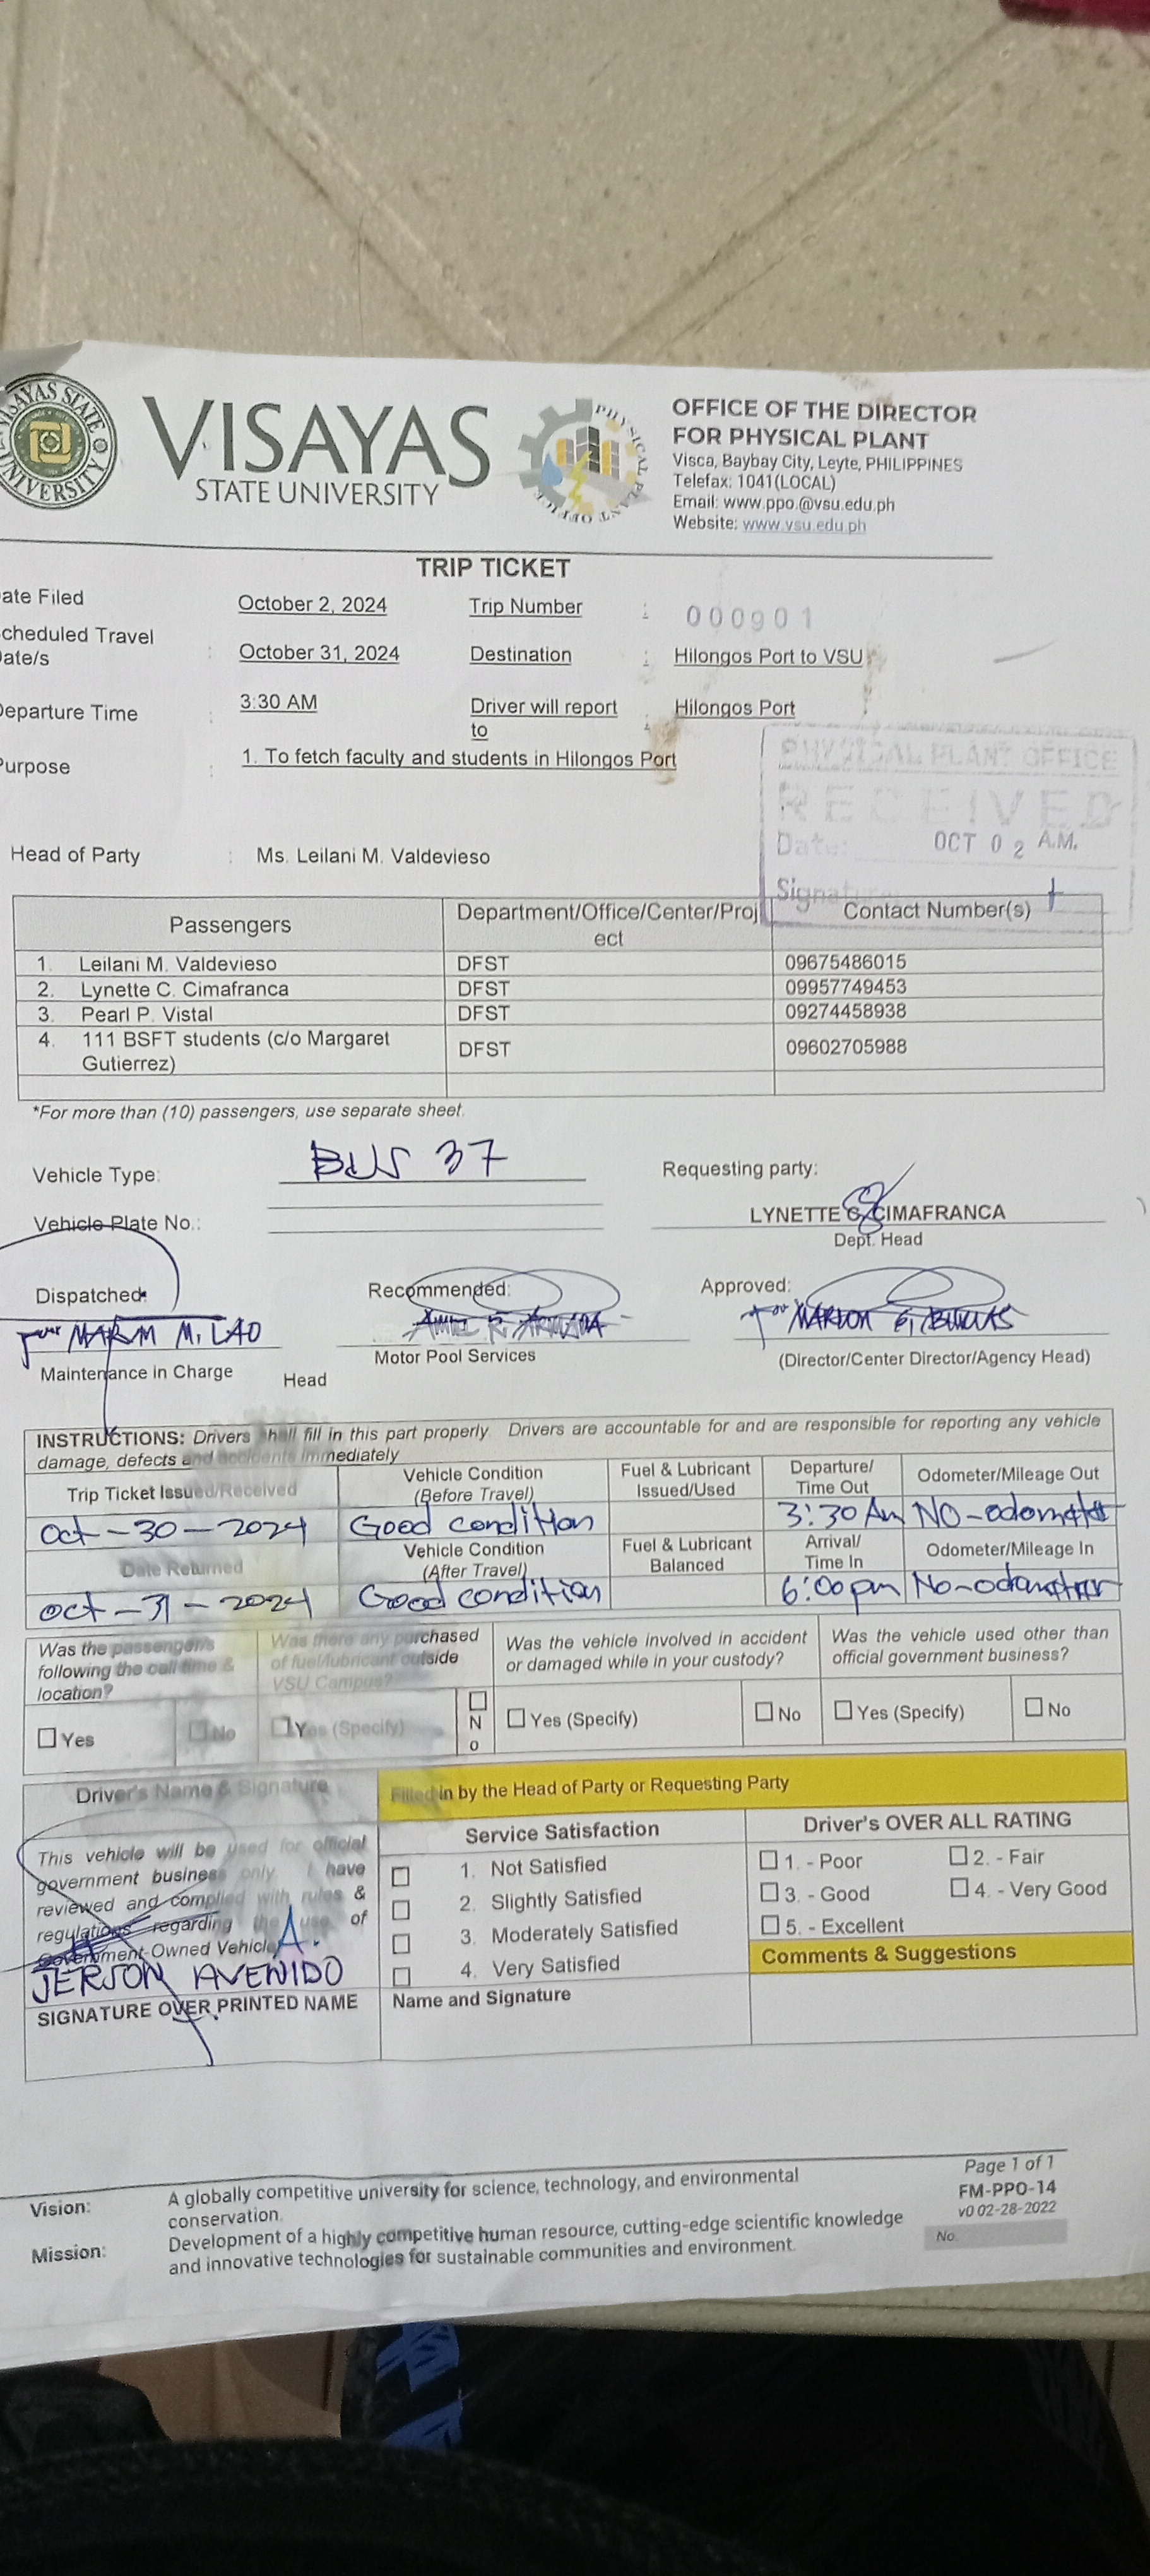 VISAYAS STATE UNIVERSITY
VISAYAS
STATE UNIVERSITY
PHYSICAL PLANT OFFICE
OFFICE OF THE DIRECTOR
FOR PHYSICAL PLANT
Visca, Baybay City, Leyte, PHILIPPINES
Telefax: 1041(LOCAL)
Email: www.ppo.@vsu.edu.ph
Website: www.vsu.edu.ph
TRIP TICKET
ate Filed October 2, 2024 Trip Number : 000901
cheduled Travel
ate/s : October 31, 2024 Destination : Hilongos Port to VSU
eparture Time : 3:30 AM Driver will report to : Hilongos Port
urpose : 1. To fetch faculty and students in Hilongos Port
PHYSICAL PLANT OFFICE
RECEIVED
Date: OCT 02 A.M.
Signature
Head of Party : Ms. Leilani M. Valdevieso
Passengers Department/Office/Center/Project Contact Number(s)
1. Leilani M. Valdevieso DFST 09675486015
2. Lynette C. Cimafranca DFST 09957749453
3. Pearl P. Vistal DFST 09274458938
4. 111 BSFT students (c/o Margaret Gutierrez) DFST 09602705988
*For more than (10) passengers, use separate sheet.
Vehicle Type: BUS 37 Requesting party:
Vehicle Plate No.: LYNETTE C. CIMAFRANCA
Dept. Head
Dispatched: Recommended: Approved:
for MARM M. LAO for MARLON
Maintenance in Charge Motor Pool Services (Director/Center Director/Agency Head)
Head
INSTRUCTIONS: Drivers shall fill in this part properly. Drivers are accountable for and are responsible for reporting any vehicle
damage, defects and accidents immediately
Trip Ticket Issued/Received Vehicle Condition (Before Travel) Fuel & Lubricant Issued/Used Departure/ Time Out Odometer/Mileage Out
Oct-30-2024 Good condition 3:30 Am NO-odometer
Date Returned Vehicle Condition (After Travel) Fuel & Lubricant Balanced Arrival/ Time In Odometer/Mileage In
Oct-31-2024 Good condition 6:00pm No-odometer
Was the passenger/s following the call time & location? Was there any purchased of fuel/lubricant outside VSU Campus? Was the vehicle involved in accident or damaged while in your custody? Was the vehicle used other than official government business?
☐ Yes ☐ No ☐ Yes (Specify) ☐ No ☐ Yes (Specify) ☐ No ☐ Yes (Specify) ☐ No
Driver's Name & Signature
Filled in by the Head of Party or Requesting Party
This vehicle will be used for official
government business only. I have
reviewed and complied with rules &
regulations regarding the use of
Government-Owned Vehicle
JERSON A. AVENIDO
SIGNATURE OVER PRINTED NAME
Service Satisfaction
☐ 1. Not Satisfied
☐ 2. Slightly Satisfied
☐ 3. Moderately Satisfied
☐ 4. Very Satisfied
Name and Signature
Driver's OVER ALL RATING
☐ 1. - Poor ☐ 2. - Fair
☐ 3. - Good ☐ 4. - Very Good
☐ 5. - Excellent
Comments & Suggestions
Vision: A globally competitive university for science, technology, and environmental
conservation.
Mission: Development of a highly competitive human resource, cutting-edge scientific knowledge
and innovative technologies for sustainable communities and environment.
Page 1 of 1
FM-PPO-14
v0 02-28-2022
No.